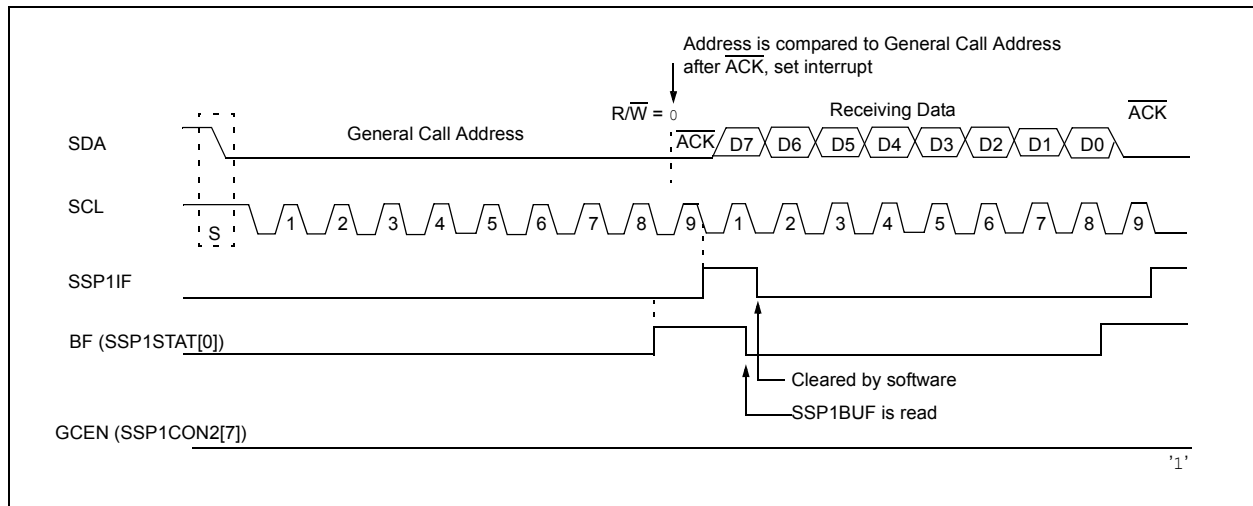 Address is compared to General Call Address
after ACK, set interrupt
R/W = 0
General Call Address
Receiving Data
ACK
SDA
ACK
D7 D6 D5 D4 D3 D2 D1 D0
SCL
S
1 2 3 4 5 6 7 8 9 1 2 3 4 5 6 7 8 9
SSP1IF
BF (SSP1STAT[0])
Cleared by software
SSP1BUF is read
GCEN (SSP1CON2[7])
'1'